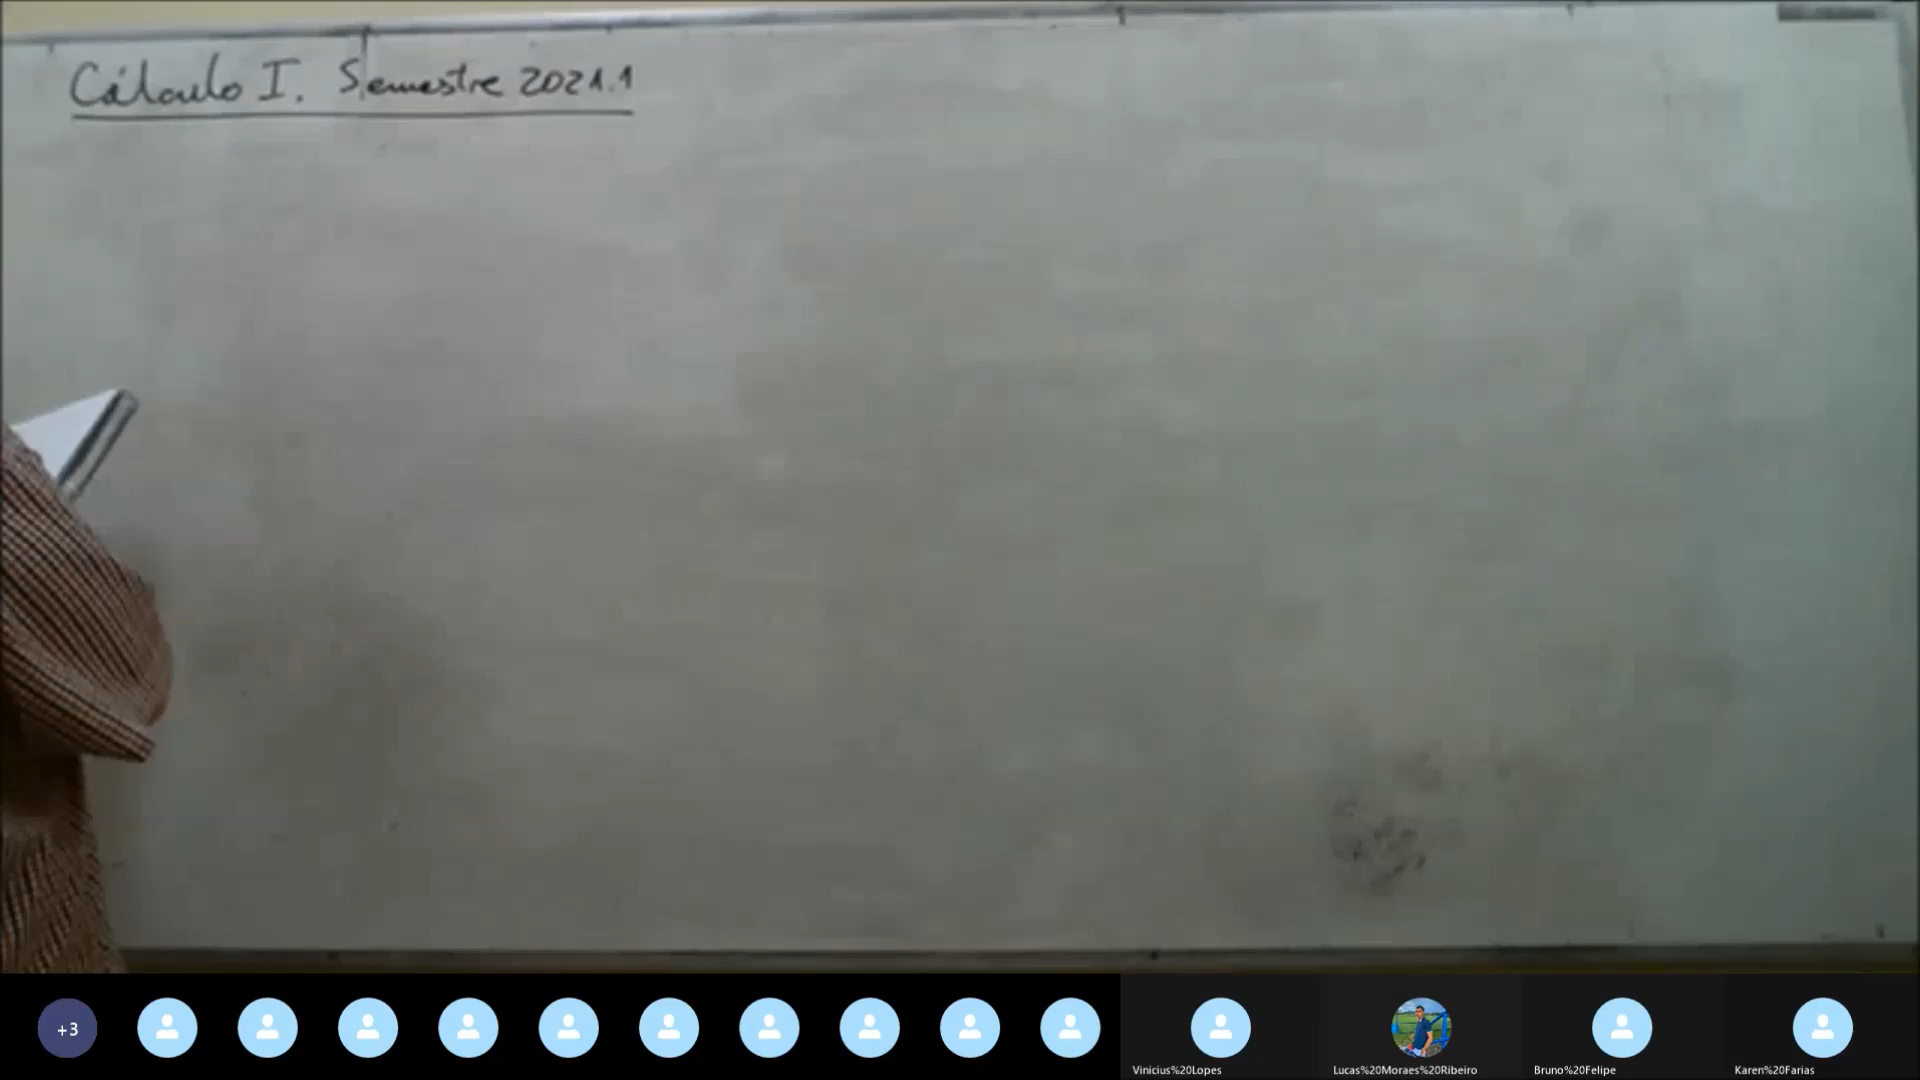 Cálculo I. Semestre 2021.1
+3
Vinicius%20Lopes
Lucas%20Moraes%20Ribeiro
Bruno%20Felipe
Karen%20Farias